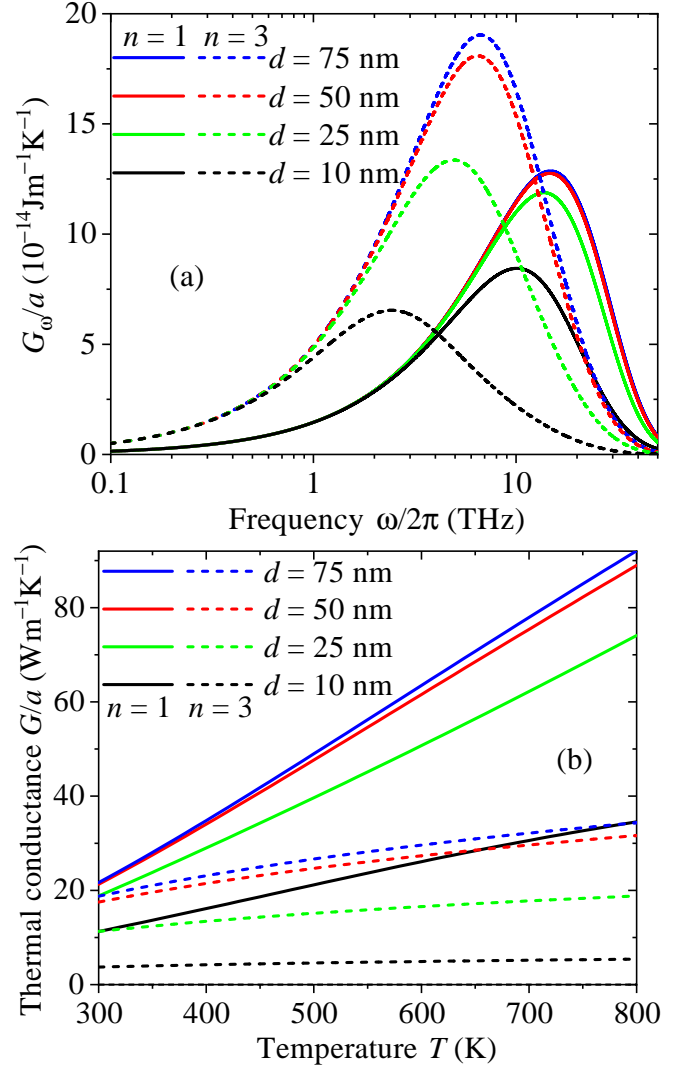 20
15
10
5
0
G_ω/a (10⁻¹⁴Jm⁻¹K⁻¹)
n = 1 n = 3
d = 75 nm
d = 50 nm
d = 25 nm
d = 10 nm
(a)
0.1 1 10
Frequency ω/2π (THz)
80
60
40
20
0
Thermal conductance G/a (Wm⁻¹K⁻¹)
d = 75 nm
d = 50 nm
d = 25 nm
d = 10 nm
n = 1 n = 3
(b)
300 400 500 600 700 800
Temperature T (K)